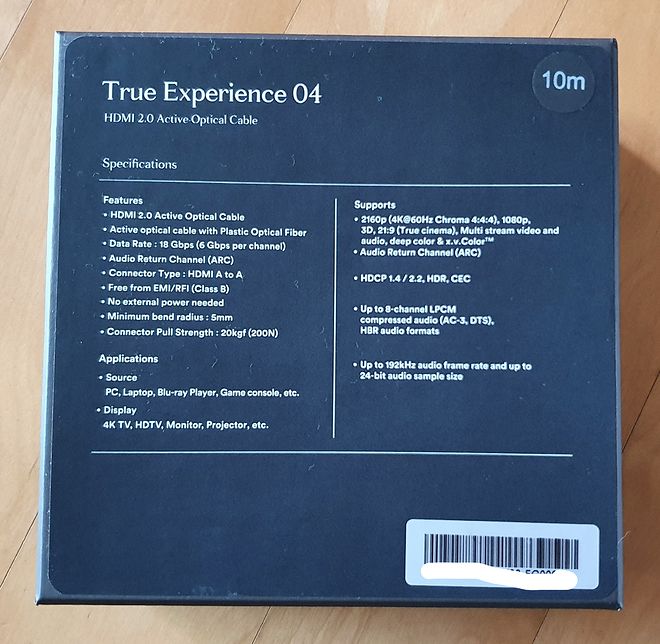 True Experience 04
10m
HDMI 2.0 Active Optical Cable
Specifications
Features
• HDMI 2.0 Active Optical Cable
• Active optical cable with Plastic Optical Fiber
• Data Rate : 18 Gbps (6 Gbps per channel)
• Audio Return Channel (ARC)
• Connector Type : HDMI A to A
• Free from EMI/RFI (Class B)
• No external power needed
• Minimum bend radius : 5mm
• Connector Pull Strength : 20kgf (200N)
Applications
• Source
PC, Laptop, Blu-ray Player, Game console, etc.
• Display
4K TV, HDTV, Monitor, Projector, etc.
Supports
• 2160p (4K@60Hz Chroma 4:4:4), 1080p,
3D, 21:9 (True cinema), Multi stream video and
audio, deep color & x.v.Color™
• Audio Return Channel (ARC)
• HDCP 1.4 / 2.2, HDR, CEC
• Up to 8-channel LPCM
compressed audio (AC-3, DTS),
HBR audio formats
• Up to 192kHz audio frame rate and up to
24-bit audio sample size